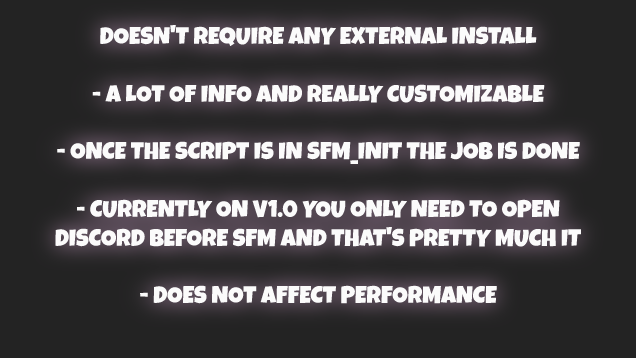 DOESN'T REQUIRE ANY EXTERNAL INSTALL
- A LOT OF INFO AND REALLY CUSTOMIZABLE
- ONCE THE SCRIPT IS IN SFM_INIT THE JOB IS DONE
- CURRENTLY ON V1.0 YOU ONLY NEED TO OPEN
DISCORD BEFORE SFM AND THAT'S PRETTY MUCH IT
- DOES NOT AFFECT PERFORMANCE